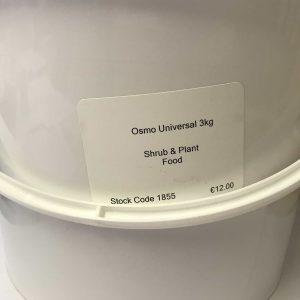 Osmo Universal 3kg
Shrub & Plant
Food
Stock Code 1855 €12.00